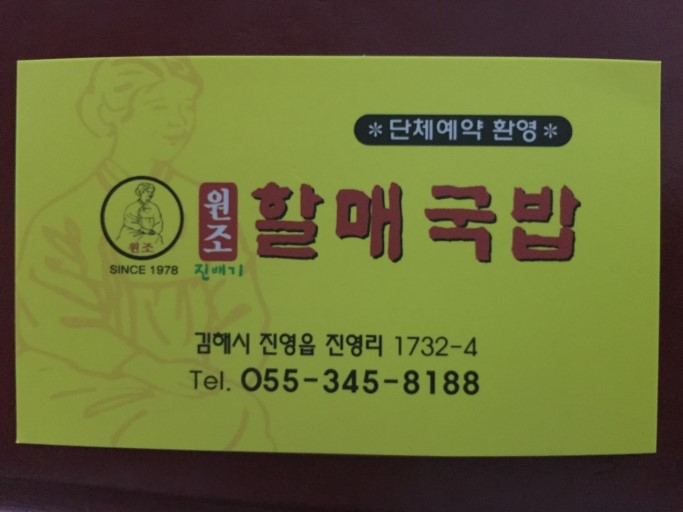 *단체예약 환영*
원조
SINCE 1978
원조
진배기
할매 국밥
김해시 진영읍 진영리 1732-4
Tel. 055-345-8188